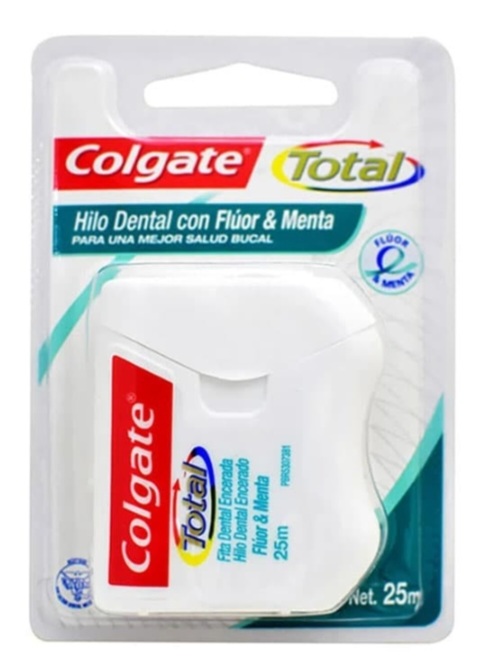 Colgate®
Total
Hilo Dental con Flúor & Menta
PARA UNA MEJOR SALUD BUCAL
FLÚOR
& MENTA
Colgate®
Total
Fita Dental Encerada
Hilo Dental Encerado
Flúor & Menta
25m
Net. 25m